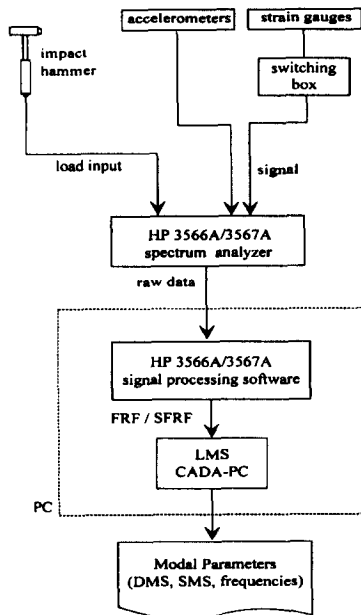 impact
hammer
accelerometers
strain gauges
switching
box
load input
signal
HP 3566A/3567A
spectrum analyzer
raw data
HP 3566A/3567A
signal processing software
FRF / SFRF
LMS
CADA-PC
PC
Modal Parameters
(DMS, SMS, frequencies)